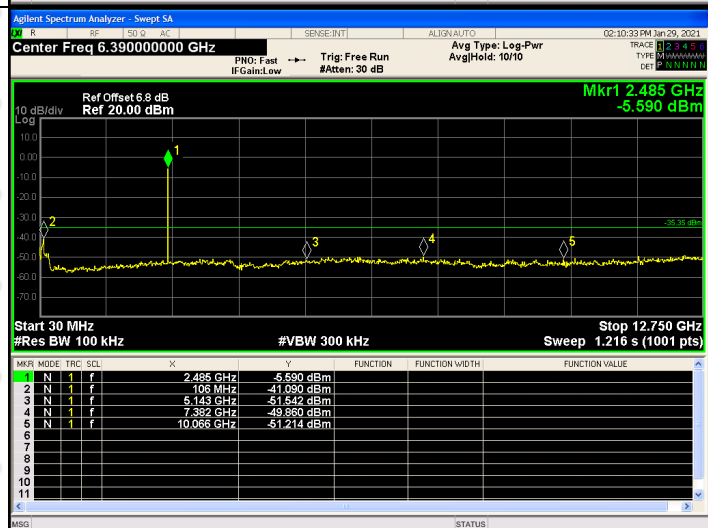 Agilent Spectrum Analyzer - Swept SA
LXI R RF 50 Ω AC SENSE:INT ALIGN AUTO 02:10:33 PM Jan 29, 2021
Center Freq 6.390000000 GHz
PNO: Fast
IFGain:Low
Trig: Free Run
#Atten: 30 dB
Avg Type: Log-Pwr
Avg|Hold: 10/10
TRACE 1 2 3 4 5 6
TYPE M WWWWW
DET P N N N N N
Mkr1 2.485 GHz
-5.590 dBm
Ref Offset 6.8 dB
10 dB/div Ref 20.00 dBm
Log
10.0
0.00
-10.0
-20.0
-30.0
-40.0
-50.0
-60.0
-70.0
1
2
3
4
5
-35.35 dBm
Start 30 MHz Stop 12.750 GHz
#Res BW 100 kHz #VBW 300 kHz Sweep 1.216 s (1001 pts)
MKR MODE TRC SCL X Y FUNCTION FUNCTION WIDTH FUNCTION VALUE
1 N 1 f 2.485 GHz -5.590 dBm
2 N 1 f 106 MHz -41.090 dBm
3 N 1 f 5.143 GHz -51.542 dBm
4 N 1 f 7.382 GHz -49.860 dBm
5 N 1 f 10.066 GHz -51.214 dBm
6
7
8
9
10
11
MSG STATUS